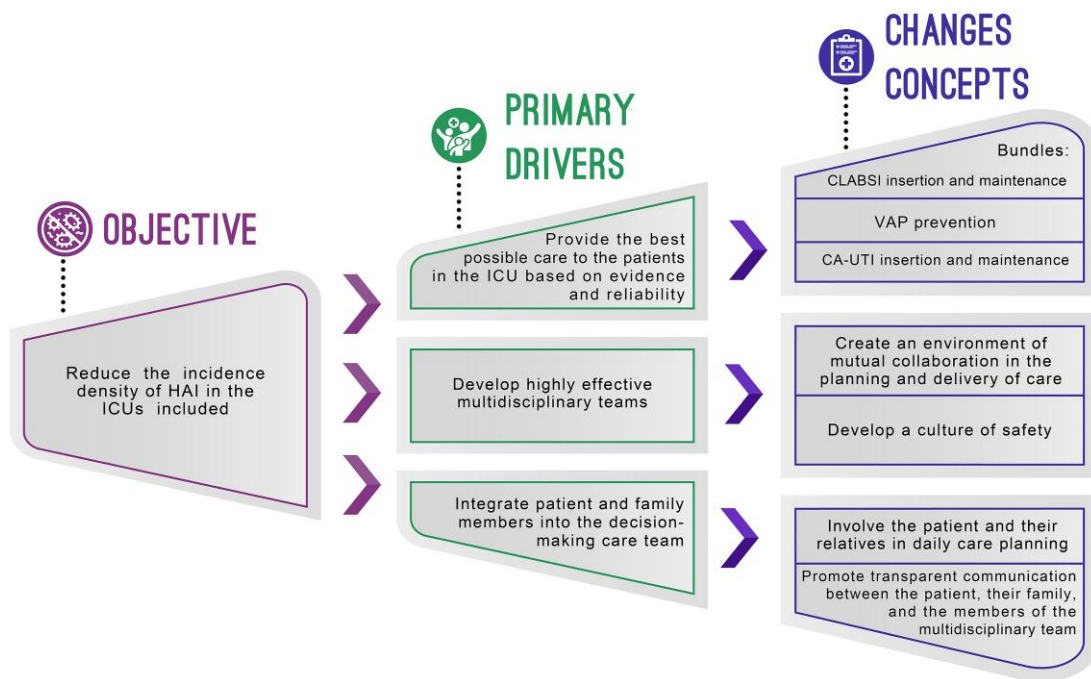 OBJECTIVE
Reduce the incidence
density of HAI in the
ICUs included
PRIMARY
DRIVERS
Provide the best
possible care to the patients
in the ICU based on evidence
and reliability
Develop highly effective
multidisciplinary teams
Integrate patient and family
members into the decision-
making care team
CHANGES
CONCEPTS
Bundles:
CLABSI insertion and maintenance
VAP prevention
CA-UTI insertion and maintenance
Create an environment of
mutual collaboration in the
planning and delivery of care
Develop a culture of safety
Involve the patient and their
relatives in daily care planning
Promote transparent communication
between the patient, their family,
and the members of the
multidisciplinary team